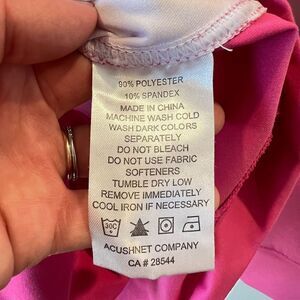 90% POLYESTER
10% SPANDEX
MADE IN CHINA
MACHINE WASH COLD
WASH DARK COLORS
SEPARATELY
DO NOT BLEACH
DO NOT USE FABRIC
SOFTENERS
TUMBLE DRY LOW
REMOVE IMMEDIATELY
COOL IRON IF NECESSARY
30C
ACUSHNET COMPANY
CA # 28544